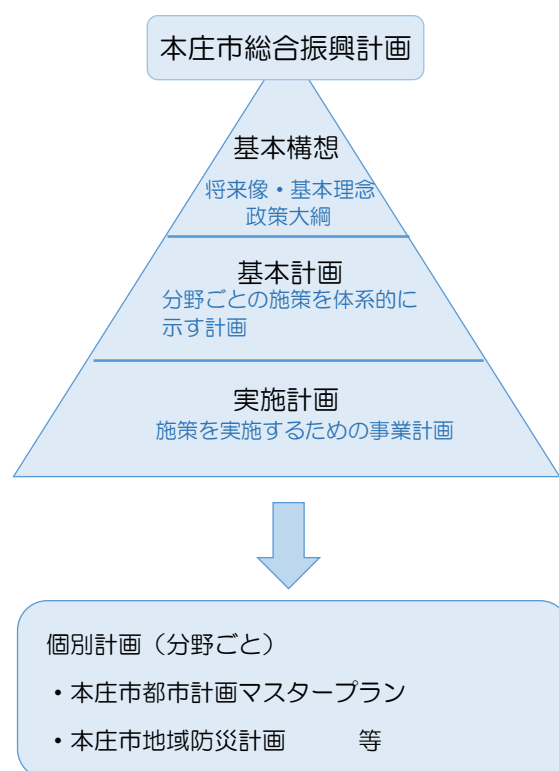 本庄市総合振興計画
基本構想
将来像・基本理念
政策大綱
基本計画
分野ごとの施策を体系的に
示す計画
実施計画
施策を実施するための事業計画
個別計画（分野ごと）
・本庄市都市計画マスタープラン
・本庄市地域防災計画　　　等